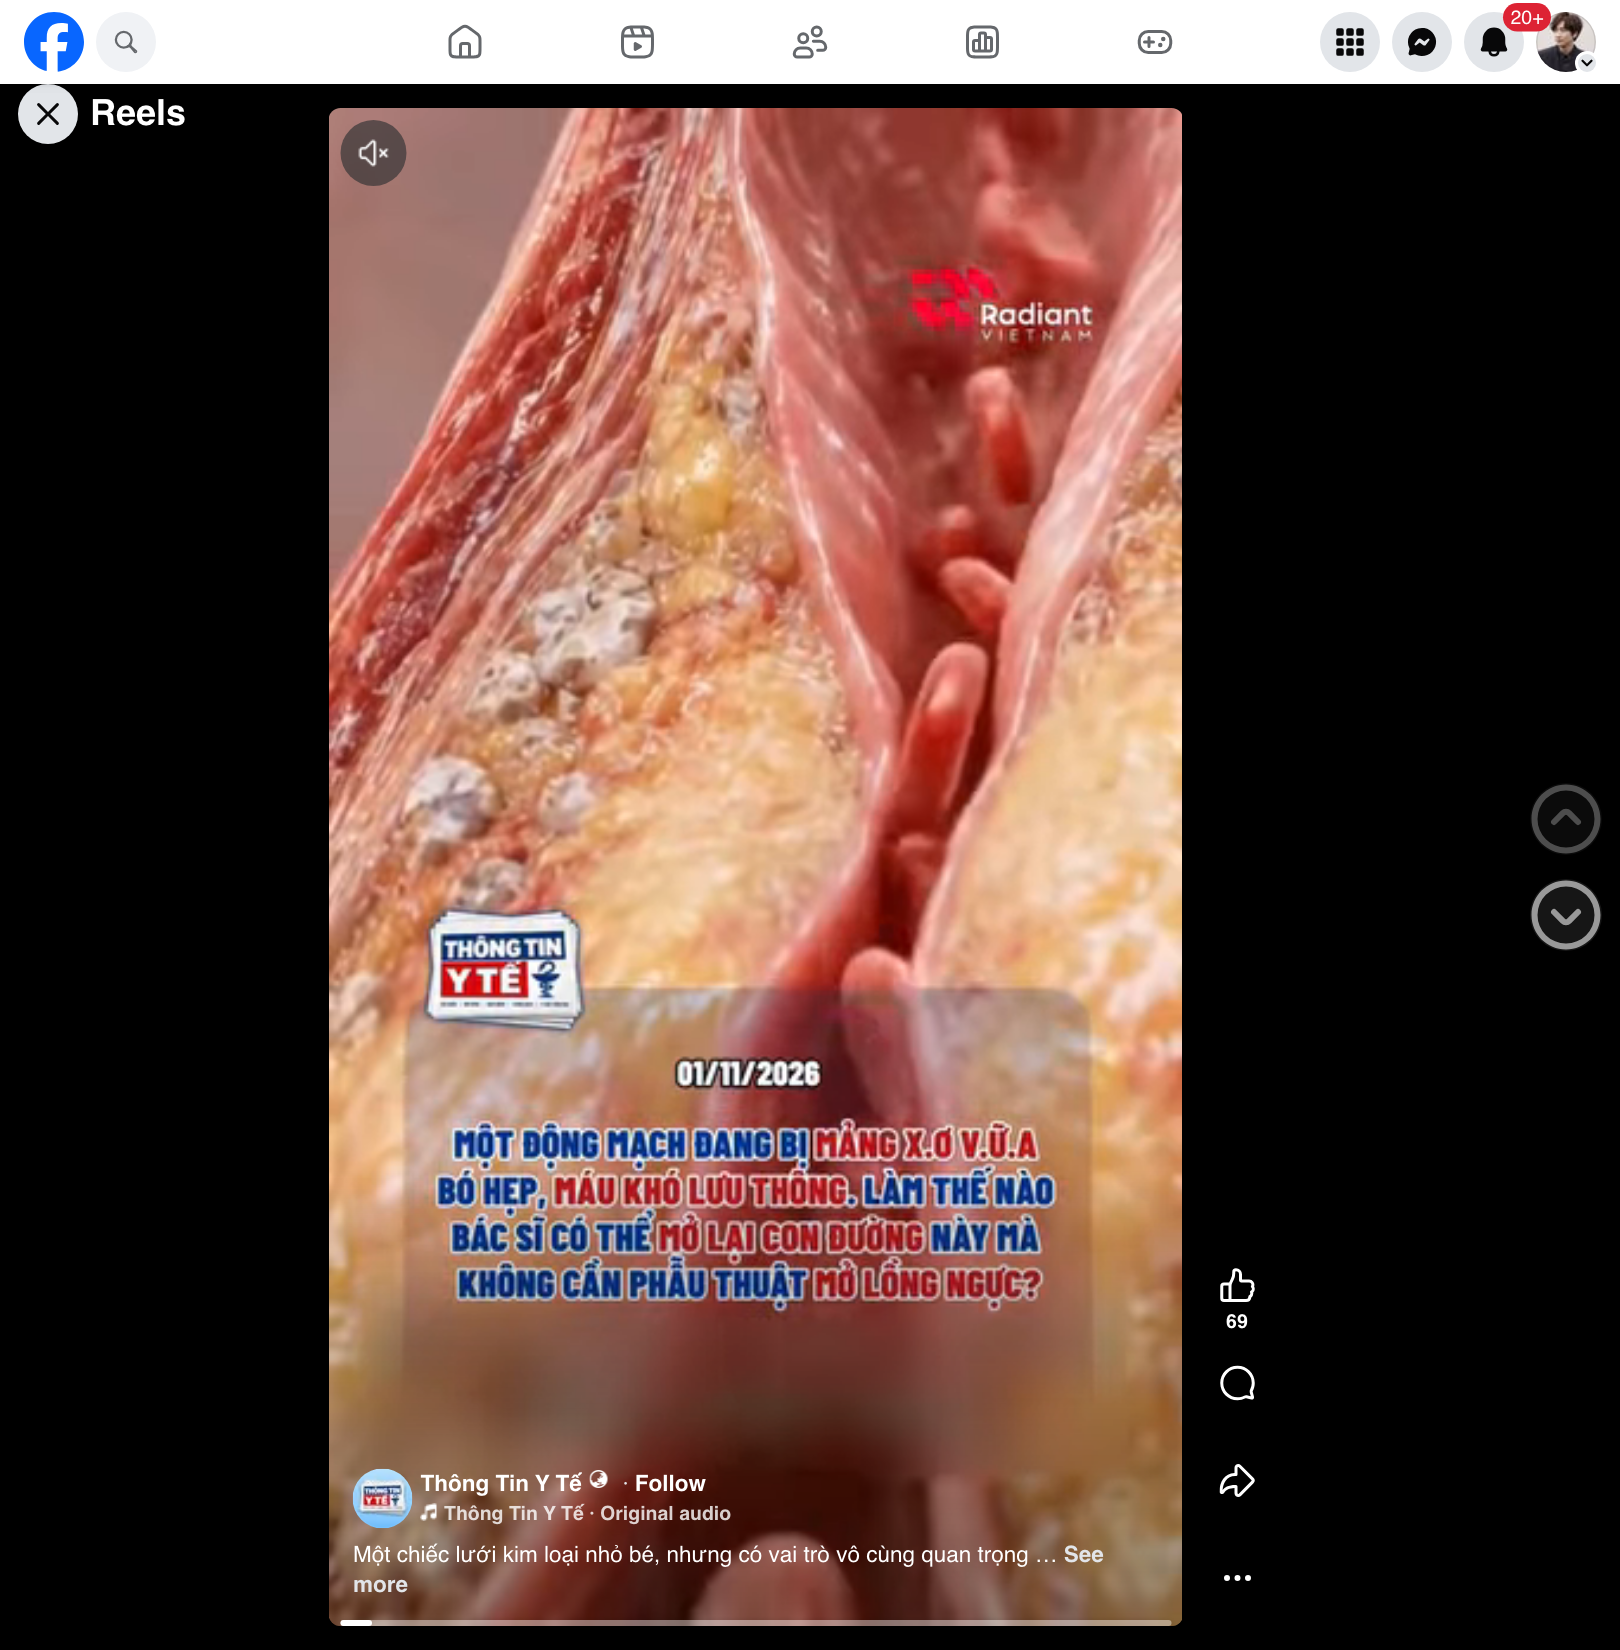 20+
Reels
Radiant
VIETNAM
THÔNG TIN
Y TẾ
01/11/2026
MỘT ĐỘNG MẠCH ĐANG BỊ MẢNG X.Ơ V.Ữ.A
BÓ HẸP, MÁU KHÓ LƯU THÔNG. LÀM THẾ NÀO
BÁC SĨ CÓ THỂ MỞ LẠI CON ĐƯỜNG NÀY MÀ
KHÔNG CẦN PHẪU THUẬT MỞ LỒNG NGỰC?
69
Thông Tin Y Tế · Follow
Thông Tin Y Tế · Original audio
Một chiếc lưới kim loại nhỏ bé, nhưng có vai trò vô cùng quan trọng … See
more